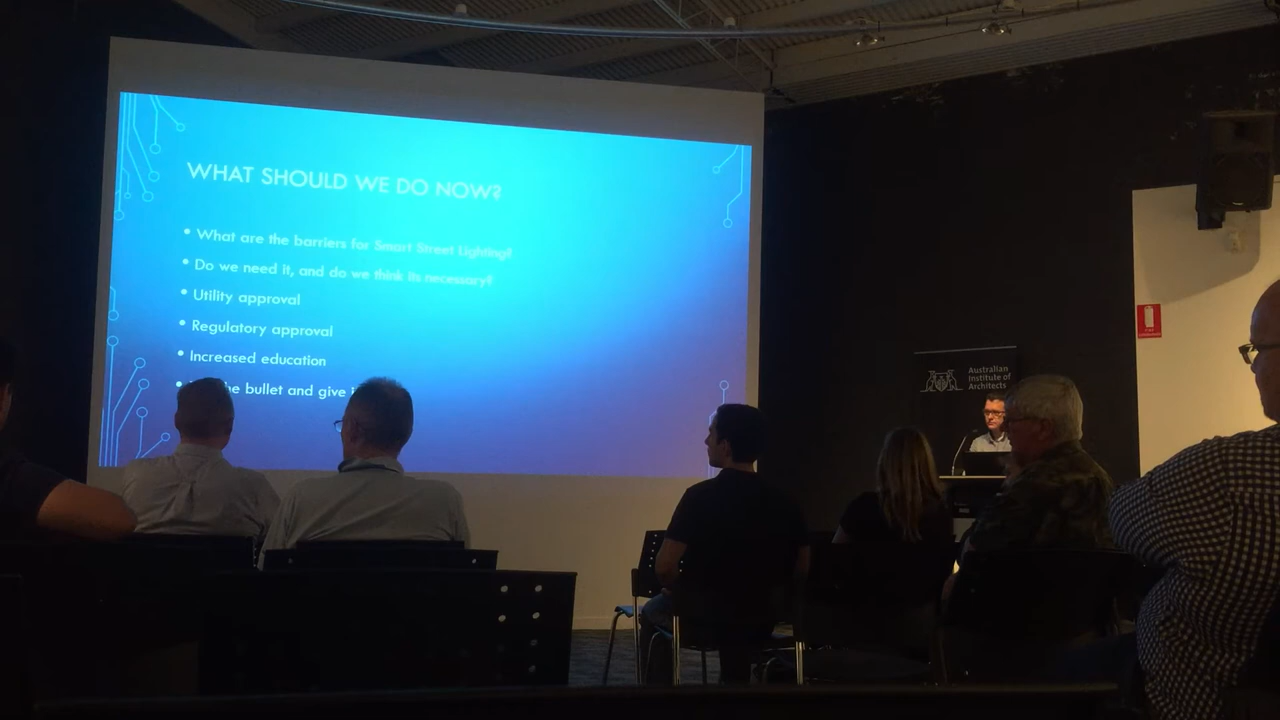 WHAT SHOULD WE DO NOW?
• What are the barriers for Smart Street Lighting?
• Do we need it, and do we think its necessary?
• Utility approval
• Regulatory approval
• Increased education
• he bullet and give i
Australian
Institute of
Architects